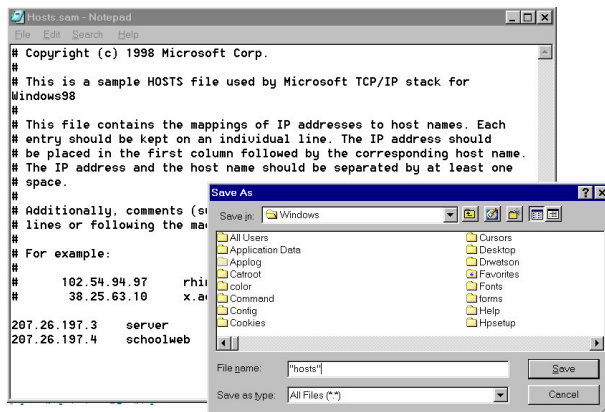 Hosts.sam - Notepad
File Edit Search Help
# Copyright (c) 1998 Microsoft Corp.
#
# This is a sample HOSTS file used by Microsoft TCP/IP stack for
Windows98
#
# This file contains the mappings of IP addresses to host names. Each
# entry should be kept on an individual line. The IP address should
# be placed in the first column followed by the corresponding host name.
# The IP address and the host name should be separated by at least one
# space.
#
# Additionally, comments (s
# lines or following the ma
#
# For example:
#
# 102.54.94.97 rhi
# 38.25.63.10 x.a
207.26.197.3 server
207.26.197.4 schoolweb
Save As
Save in: Windows
All Users
Application Data
Applog
Catroot
color
Command
Config
Cookies
Cursors
Desktop
Drwatson
Favorites
Fonts
forms
Help
Hpsetup
File name: "hosts" Save
Save as type: All Files (*.*) Cancel